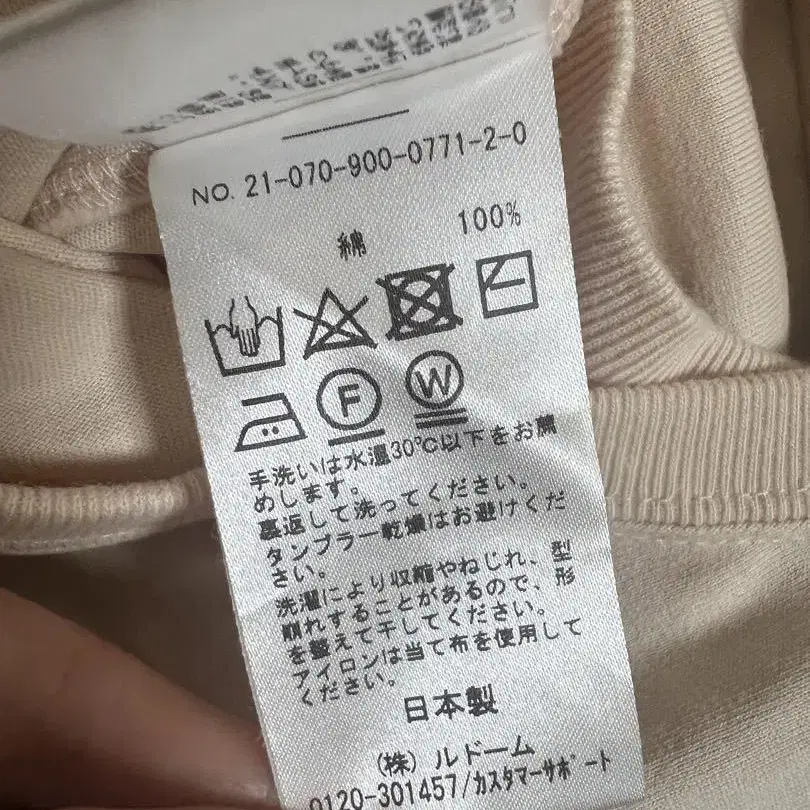 NO. 21-070-900-0771-2-0
綿 100%
F W
手洗いは水温30℃以下をお薦
めします。
裏返して洗ってください。
タンブラー乾燥はお避けくだ
さい。
洗濯により収縮やねじれ、型
崩れすることがあるので、形
を整えて干してください。
アイロンは当て布を使用して
ください。
日本製
(株) ルドーム
0120-301457/カスタマーサポート